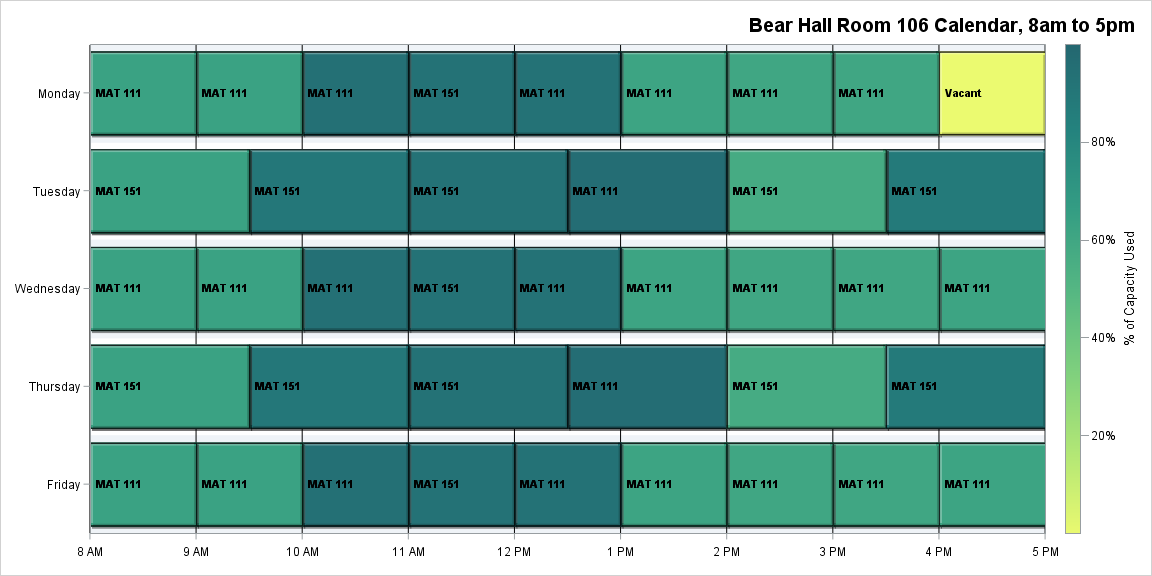 Bear Hall Room 106 Calendar, 8am to 5pm
Monday MAT 111 MAT 111 MAT 111 MAT 151 MAT 111 MAT 111 MAT 111 MAT 111 Vacant
80%
Tuesday MAT 151 MAT 151 MAT 151 MAT 111 MAT 151 MAT 151
60%
% of Capacity Used
Wednesday MAT 111 MAT 111 MAT 111 MAT 151 MAT 111 MAT 111 MAT 111 MAT 111 MAT 111
40%
Thursday MAT 151 MAT 151 MAT 151 MAT 111 MAT 151 MAT 151
20%
Friday MAT 111 MAT 111 MAT 111 MAT 151 MAT 111 MAT 111 MAT 111 MAT 111 MAT 111
8 AM 9 AM 10 AM 11 AM 12 PM 1 PM 2 PM 3 PM 4 PM 5 PM